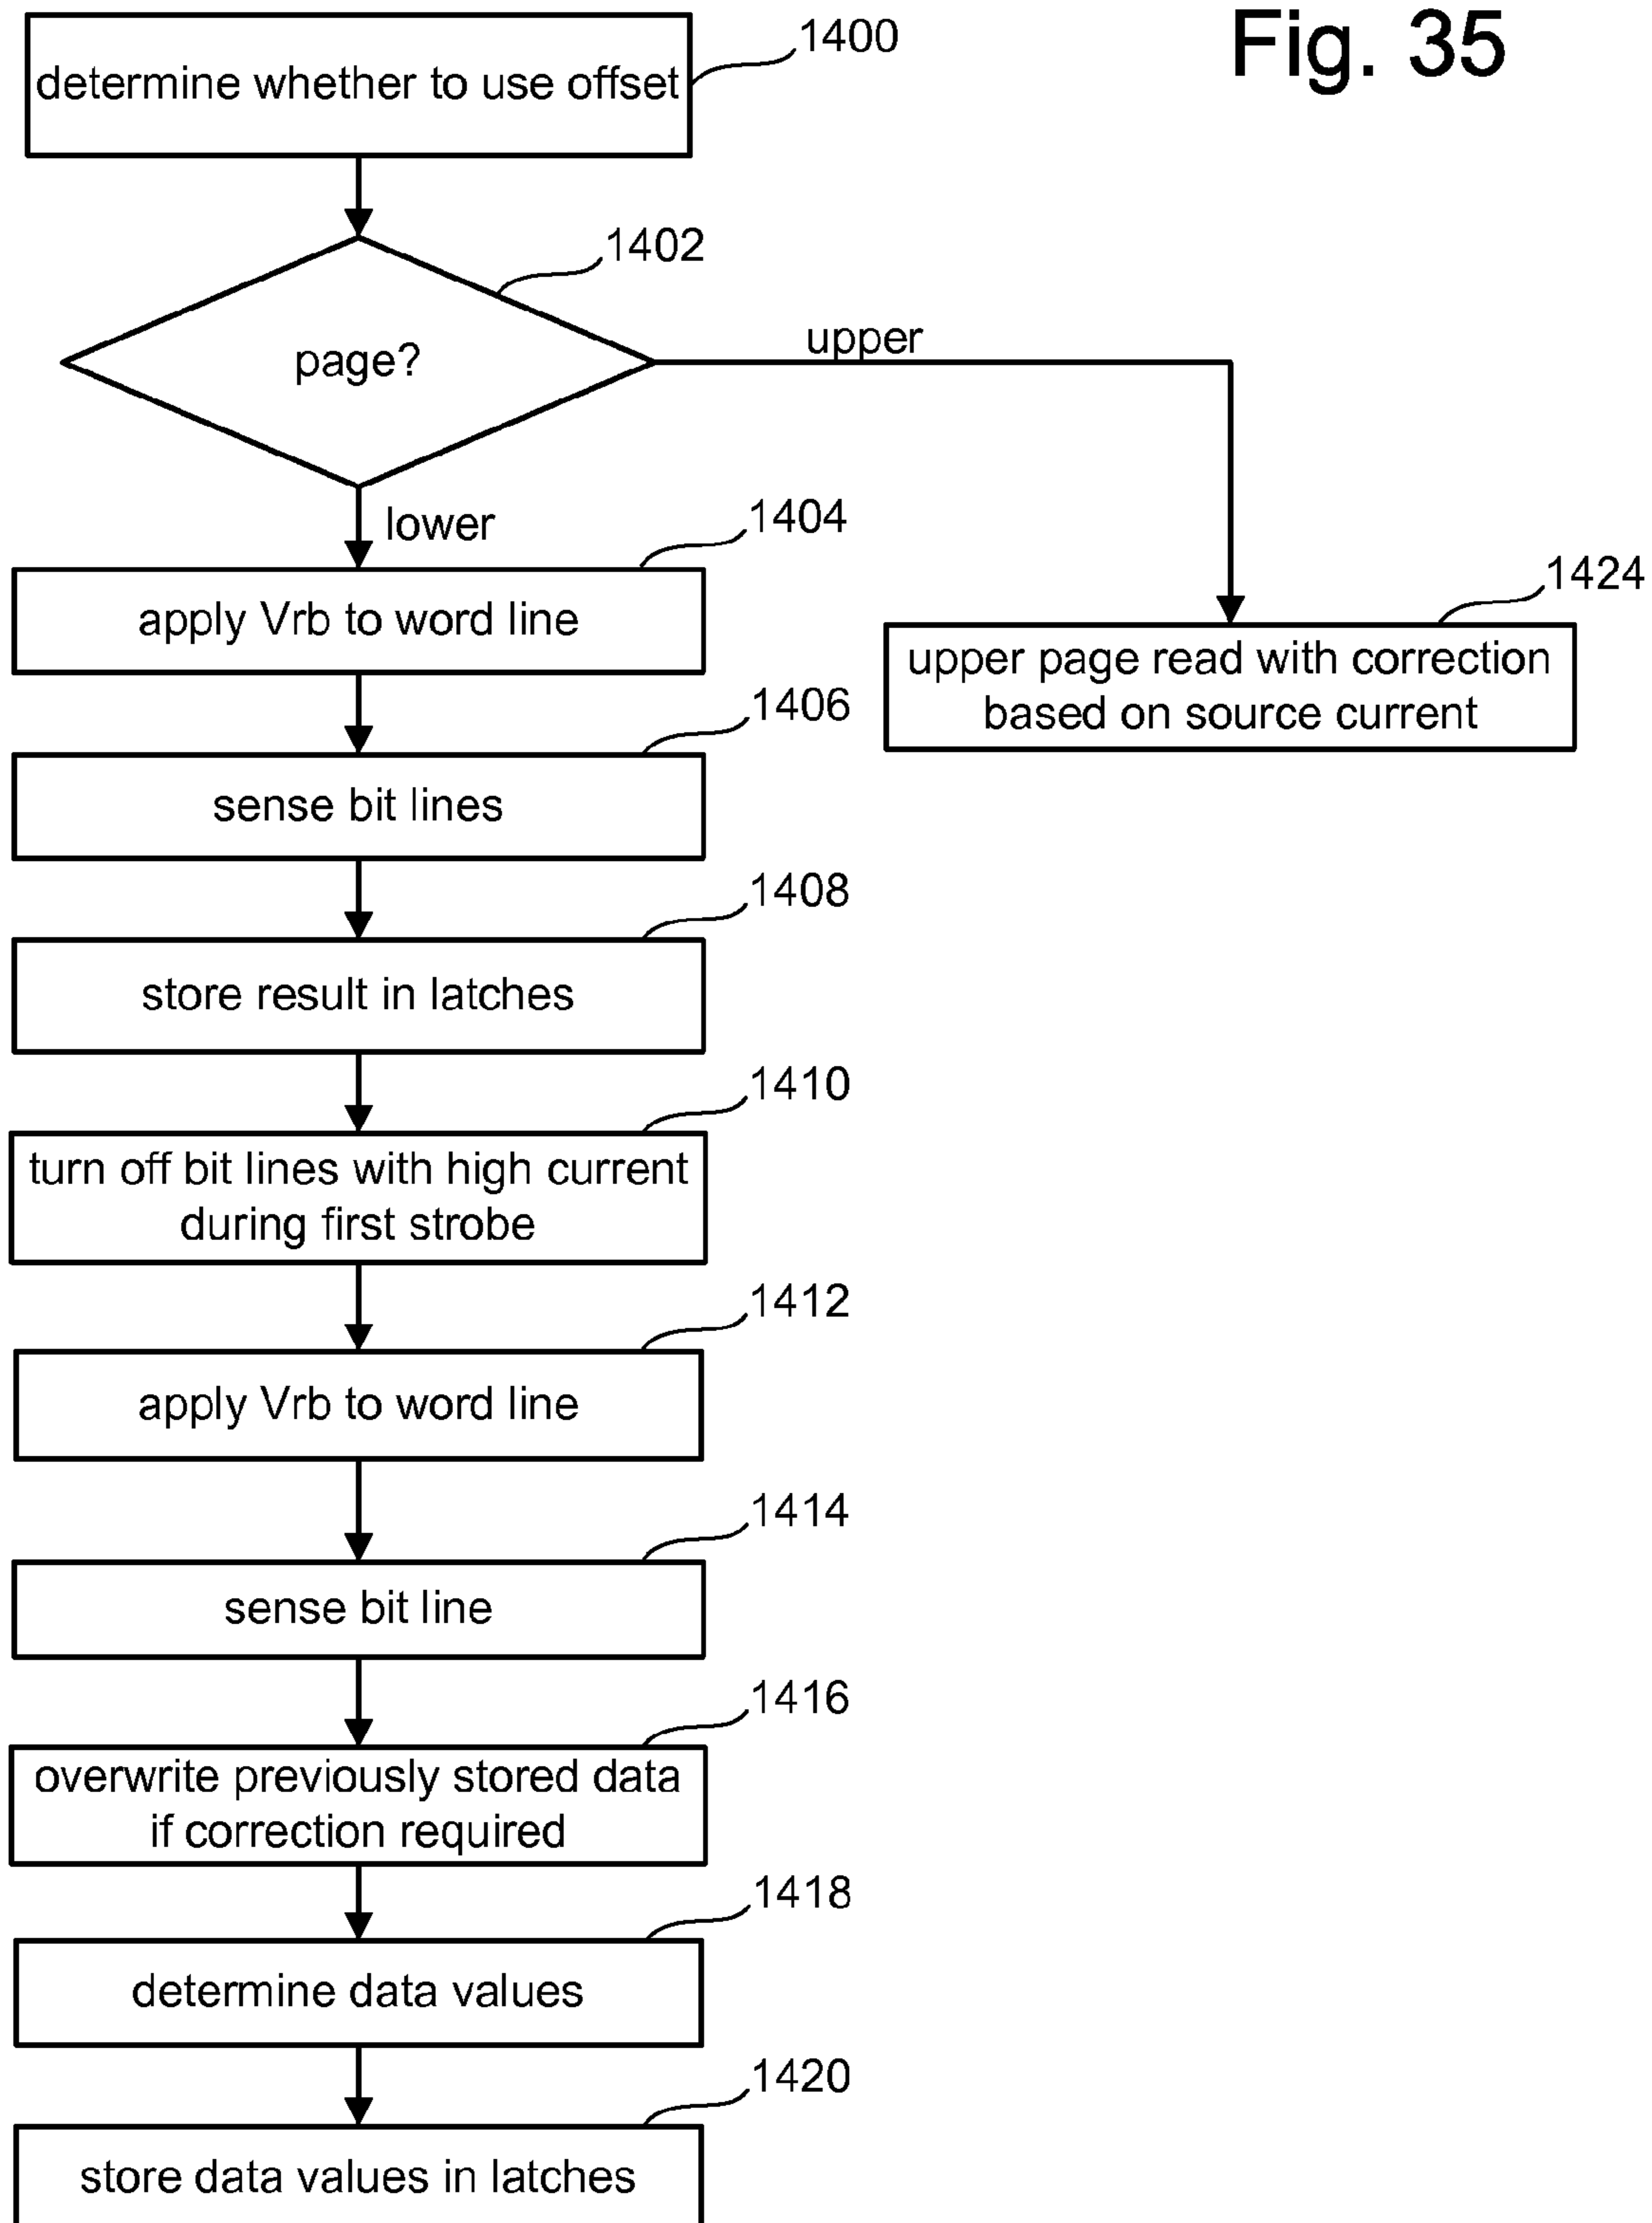 Fig. 35
1400
determine whether to use offset
1402
page?
upper
lower
1404
apply Vrb to word line
1424
upper page read with correction
based on source current
1406
sense bit lines
1408
store result in latches
1410
turn off bit lines with high current
during first strobe
1412
apply Vrb to word line
1414
sense bit line
1416
overwrite previously stored data
if correction required
1418
determine data values
1420
store data values in latches